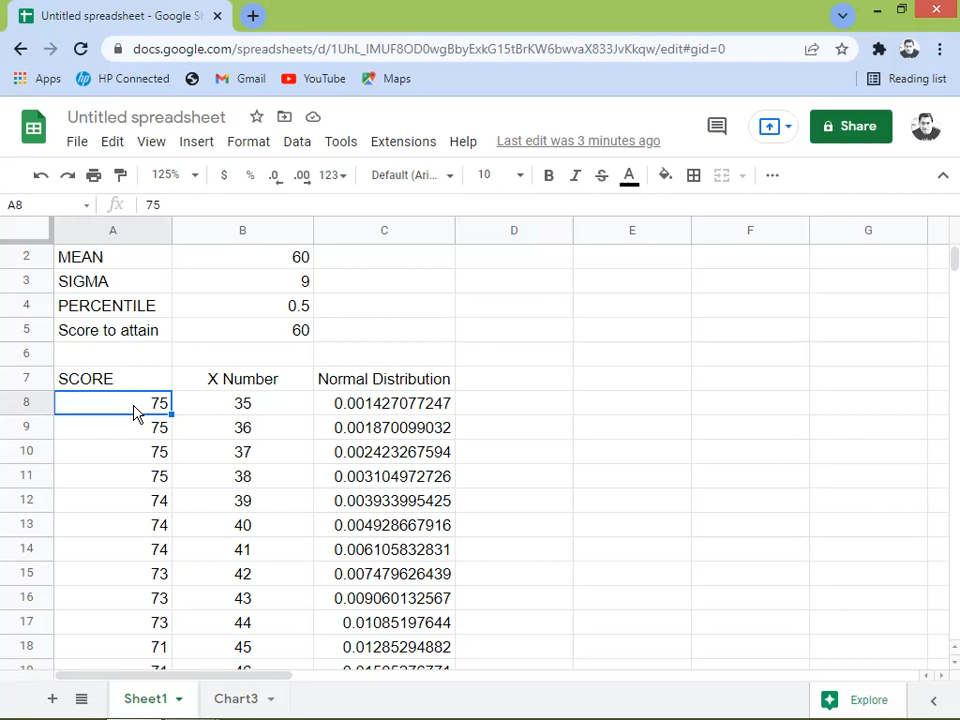 Untitled spreadsheet - Google Sh
docs.google.com/spreadsheets/d/1UhL_IMUF8OD0wgBbyExkG15tBrKW6bwvaX833JvKkqw/edit#gid=0
Apps HP Connected Gmail YouTube Maps Reading list
Untitled spreadsheet
File Edit View Insert Format Data Tools Extensions Help Last edit was 3 minutes ago
Share
125% $ % .0 .00 123 Default (Ari... 10 B I S A
A8 fx 75
A B C D E F G
2 MEAN 60
3 SIGMA 9
4 PERCENTILE 0.5
5 Score to attain 60
6
7 SCORE X Number Normal Distribution
8 75 35 0.001427077247
9 75 36 0.001870099032
10 75 37 0.002423267594
11 75 38 0.003104972726
12 74 39 0.003933995425
13 74 40 0.004928667916
14 74 41 0.006105832831
15 73 42 0.007479626439
16 73 43 0.009060132567
17 73 44 0.01085197644
18 71 45 0.01285294882
Sheet1 Chart3 Explore